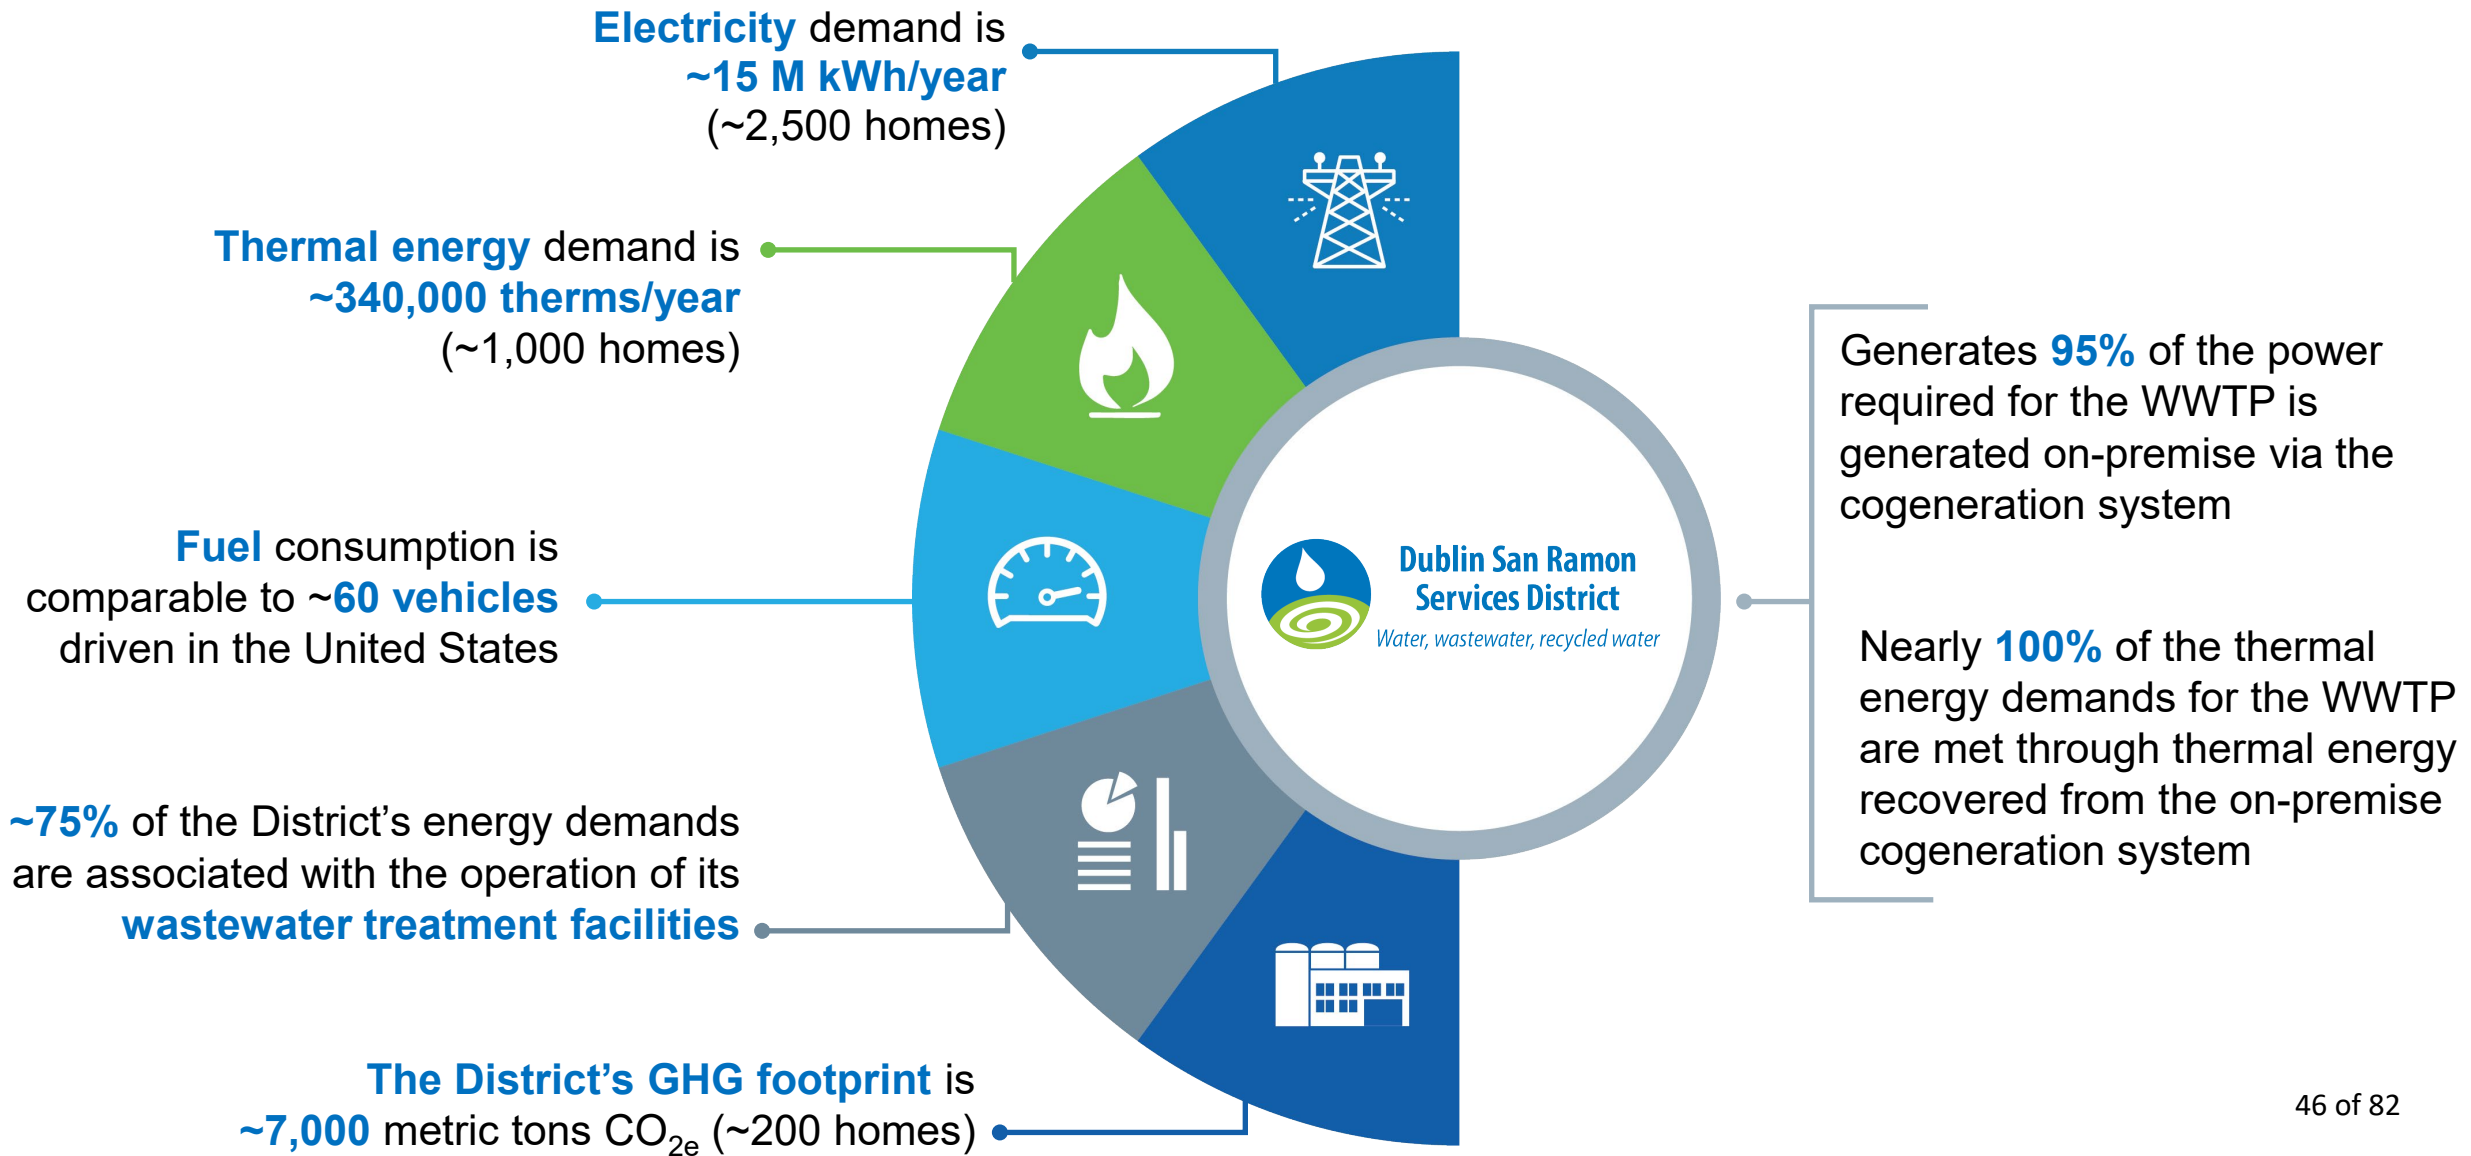 Electricity demand is
~15 M kWh/year
(~2,500 homes)
Thermal energy demand is
~340,000 therms/year
(~1,000 homes)
Fuel consumption is
comparable to ~60 vehicles
driven in the United States
~75% of the District’s energy demands
are associated with the operation of its
wastewater treatment facilities
The District’s GHG footprint is
~7,000 metric tons CO2e (~200 homes)
Dublin San Ramon
Services District
Water, wastewater, recycled water
Generates 95% of the power
required for the WWTP is
generated on-premise via the
cogeneration system
Nearly 100% of the thermal
energy demands for the WWTP
are met through thermal energy
recovered from the on-premise
cogeneration system
46 of 82